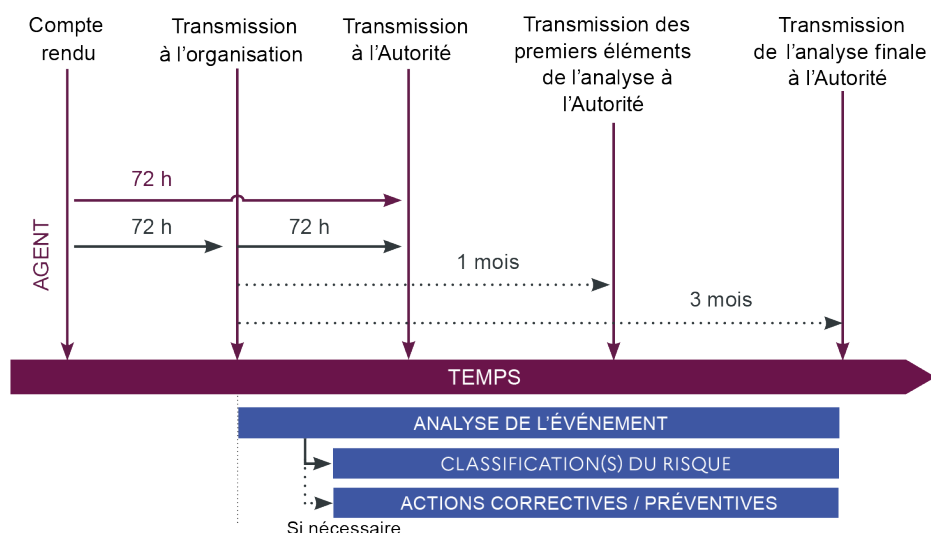 Compte
rendu
Transmission
à l'organisation
Transmission
à l'Autorité
Transmission des
premiers éléments
de l'analyse à
l'Autorité
Transmission
de l'analyse finale
à l'Autorité
72 h
72 h
72 h
1 mois
3 mois
AGENT
TEMPS
ANALYSE DE L'ÉVÉNEMENT
CLASSIFICATION(S) DU RISQUE
ACTIONS CORRECTIVES / PRÉVENTIVES
Si nécessaire